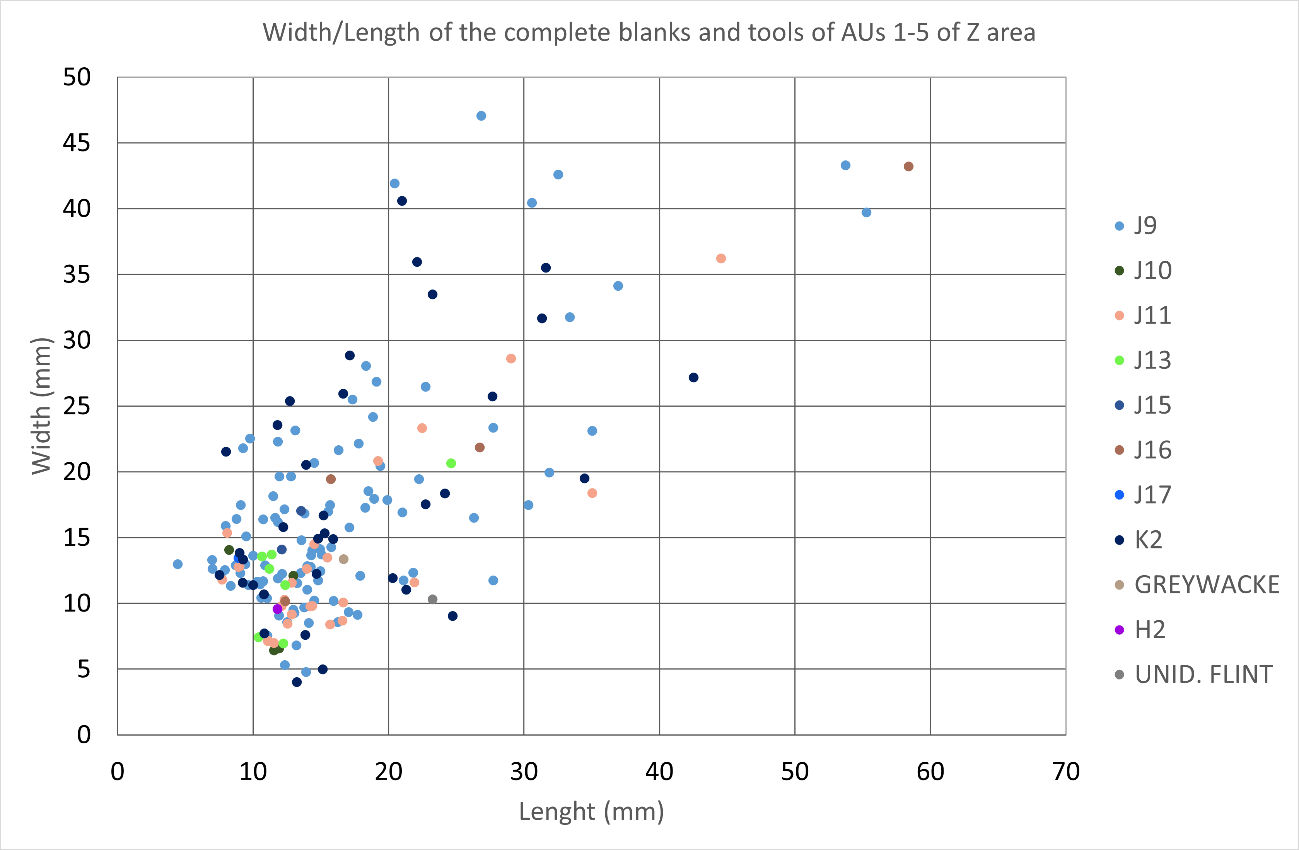 Width/Length of the complete blanks and tools of AUs 1-5 of Z area
50
45
40
35
30
25
20
15
10
5
0
Width (mm)
0 10 20 30 40 50 60 70
Lenght (mm)
J9
J10
J11
J13
J15
J16
J17
K2
GREYWACKE
H2
UNID. FLINT